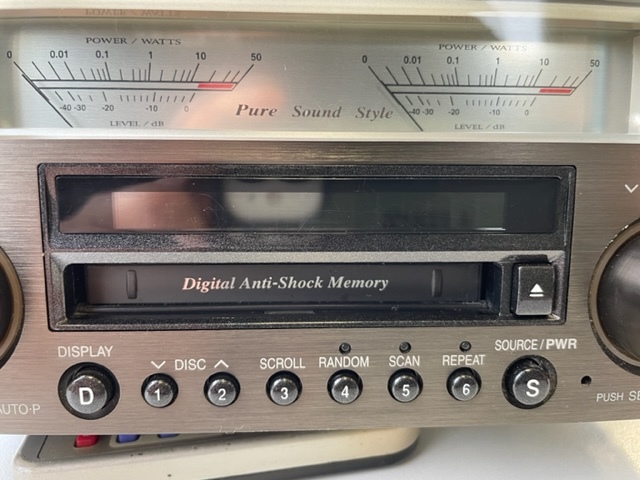 POWER / WATTS
0 0.01 0.1 1 10 50
-40 -30 -20 -10 0
LEVEL / dB
Pure Sound Style
POWER / WATTS
0 0.01 0.1 1 10 50
-40 -30 -20 -10 0
LEVEL / dB
Digital Anti-Shock Memory
DISPLAY
DISC
SCROLL
RANDOM
SCAN
REPEAT
SOURCE/PWR
D 1 2 3 4 5 6 S
AUTO·P
PUSH SE